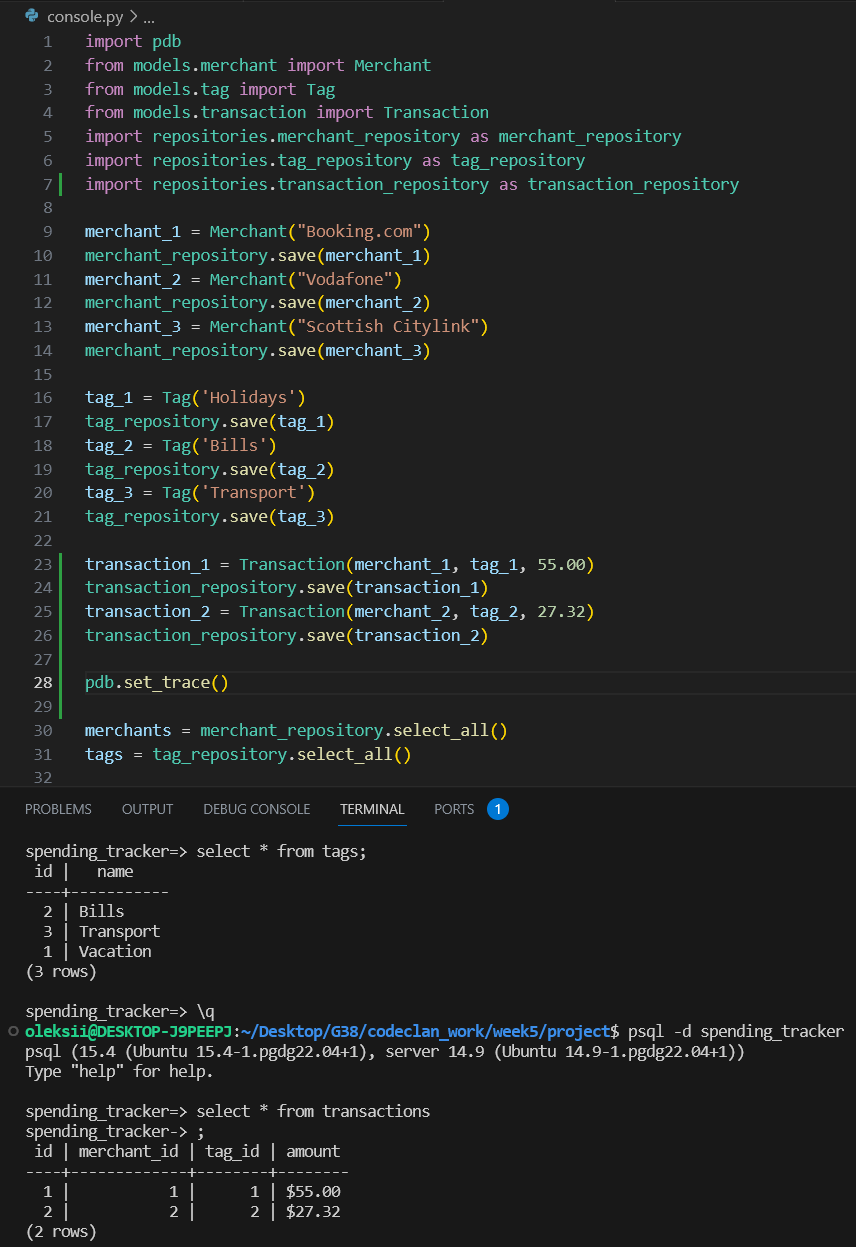 console.py > ...
1 import pdb
2 from models.merchant import Merchant
3 from models.tag import Tag
4 from models.transaction import Transaction
5 import repositories.merchant_repository as merchant_repository
6 import repositories.tag_repository as tag_repository
7 import repositories.transaction_repository as transaction_repository
8
9 merchant_1 = Merchant("Booking.com")
10 merchant_repository.save(merchant_1)
11 merchant_2 = Merchant("Vodafone")
12 merchant_repository.save(merchant_2)
13 merchant_3 = Merchant("Scottish Citylink")
14 merchant_repository.save(merchant_3)
15
16 tag_1 = Tag('Holidays')
17 tag_repository.save(tag_1)
18 tag_2 = Tag('Bills')
19 tag_repository.save(tag_2)
20 tag_3 = Tag('Transport')
21 tag_repository.save(tag_3)
22
23 transaction_1 = Transaction(merchant_1, tag_1, 55.00)
24 transaction_repository.save(transaction_1)
25 transaction_2 = Transaction(merchant_2, tag_2, 27.32)
26 transaction_repository.save(transaction_2)
27
28 pdb.set_trace()
29
30 merchants = merchant_repository.select_all()
31 tags = tag_repository.select_all()
32
PROBLEMS OUTPUT DEBUG CONSOLE TERMINAL PORTS 1
spending_tracker=> select * from tags;
 id |   name
----+-----------
  2 | Bills
  3 | Transport
  1 | Vacation
(3 rows)

spending_tracker=> \q
oleksii@DESKTOP-J9PEEPJ:~/Desktop/G38/codeclan_work/week5/project$ psql -d spending_tracker
psql (15.4 (Ubuntu 15.4-1.pgdg22.04+1), server 14.9 (Ubuntu 14.9-1.pgdg22.04+1))
Type "help" for help.

spending_tracker=> select * from transactions
spending_tracker-> ;
 id | merchant_id | tag_id | amount
----+-------------+--------+--------
  1 |           1 |      1 | $55.00
  2 |           2 |      2 | $27.32
(2 rows)